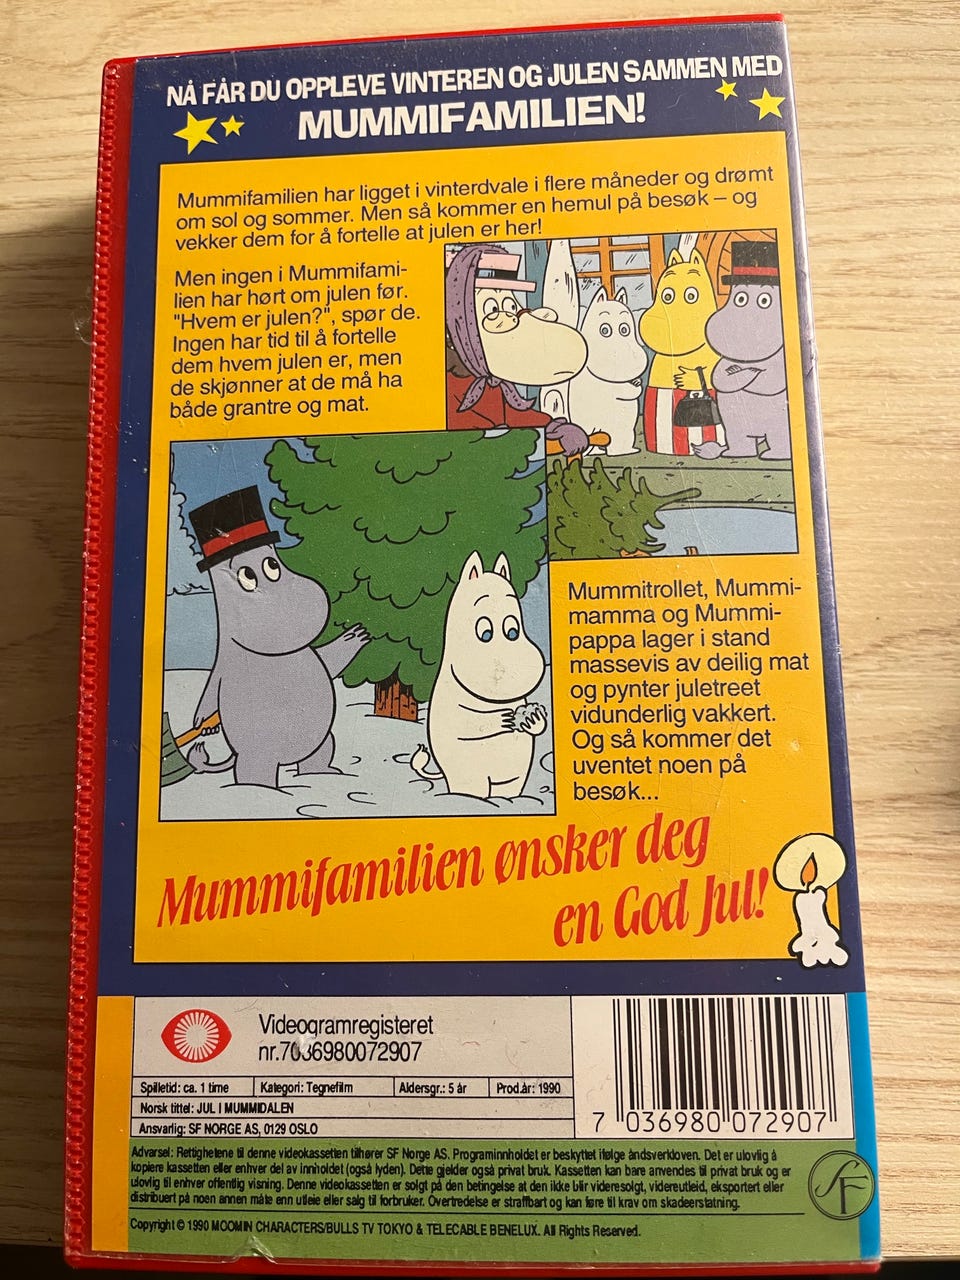 NÅ FÅR DU OPPLEVE VINTEREN OG JULEN SAMMEN MED
MUMMIFAMILIEN!
Mummifamilien har ligget i vinterdvale i flere måneder og drømt
om sol og sommer. Men så kommer en hemul på besøk – og
vekker dem for å fortelle at julen er her!
Men ingen i Mummifami-
lien har hørt om julen før.
"Hvem er julen?", spør de.
Ingen har tid til å fortelle
dem hvem julen er, men
de skjønner at de må ha
både grantre og mat.
Mummitrollet, Mummi-
mamma og Mummi-
pappa lager i stand
massevis av deilig mat
og pynter juletreet
vidunderlig vakkert.
Og så kommer det
uventet noen på
besøk...
Mummifamilien ønsker deg
en God Jul!
Videogramregisteret
nr.7036980072907
Spilletid: ca. 1 time Kategori: Tegnefilm Aldersgr.: 5 år Prod.år: 1990
Norsk tittel: JUL I MUMMIDALEN
Ansvarlig: SF NORGE AS, 0129 OSLO
7 036980 072907
Advarsel: Rettighetene til denne videokassetten tilhører SF Norge AS. Programinnholdet er beskyttet ifølge åndsverkloven. Det er ulovlig å
kopiere kassetten eller enhver del av innholdet (også lyden). Dette gjelder også privat bruk. Kassetten kan bare anvendes til privat bruk og er
ulovlig til enhver offentlig visning. Denne videokassetten er solgt på den betingelse at den ikke blir videresolgt, videreutleid, eksportert eller
distribuert på noen annen måte enn utleie eller salg til forbruker. Overtredelse er straffbart og kan føre til krav om skadeerstatning.
SF
Copyright © 1990 MOOMIN CHARACTERS/BULLS TV TOKYO & TELECABLE BENELUX. All Rights Reserved.